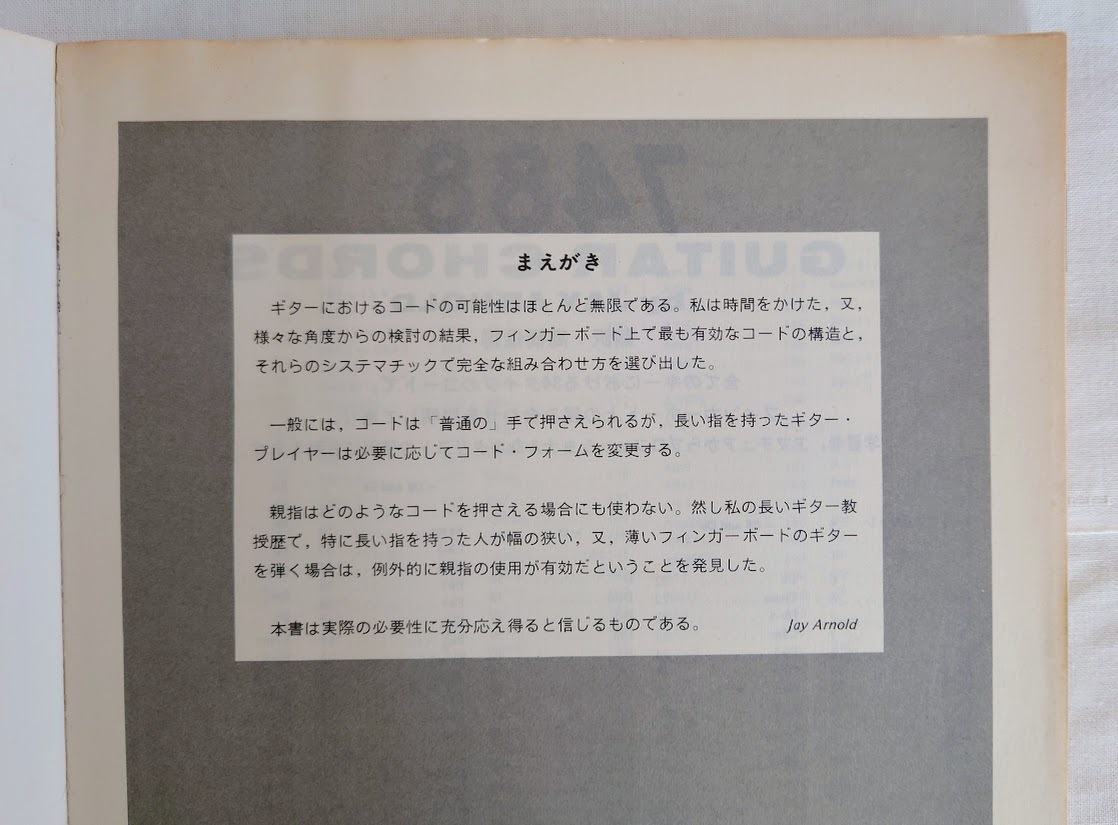 まえがき
ギターにおけるコードの可能性はほとんど無限である。私は時間をかけた，又，
様々な角度からの検討の結果，フィンガーボード上で最も有効なコードの構造と，
それらのシステマチックで完全な組み合わせ方を選び出した。
一般には，コードは「普通の」手で押さえられるが，長い指を持ったギター・
プレイヤーは必要に応じてコード・フォームを変更する。
親指はどのようなコードを押さえる場合にも使わない。然し私の長いギター教
授歴で，特に長い指を持った人が幅の狭い，又，薄いフィンガーボードのギター
を弾く場合は，例外的に親指の使用が有効だということを発見した。
本書は実際の必要性に充分応え得ると信じるものである。 Jay Arnold